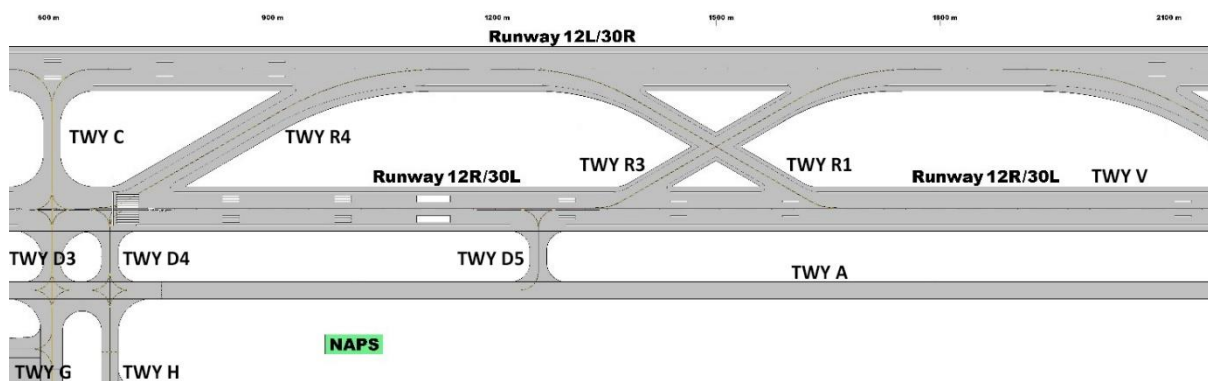 600 m 900 m 1200 m 1500 m 1800 m 2100 m
Runway 12L/30R
TWY C
TWY R4
TWY R3
TWY R1
Runway 12R/30L
Runway 12R/30L
TWY V
TWY D3
TWY D4
TWY D5
TWY A
NAPS
TWY G
TWY H